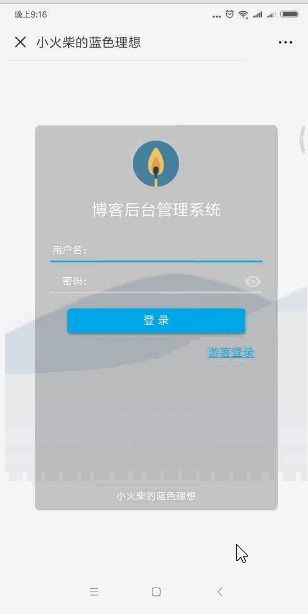 晚上9:16
小火柴的蓝色理想
博客后台管理系统
用户名:
密码:
登 录
游客登录
小火柴的蓝色理想